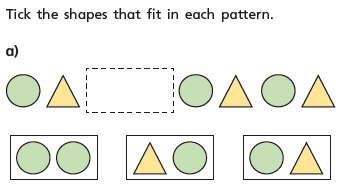 Tick the shapes that fit in each pattern.
a)